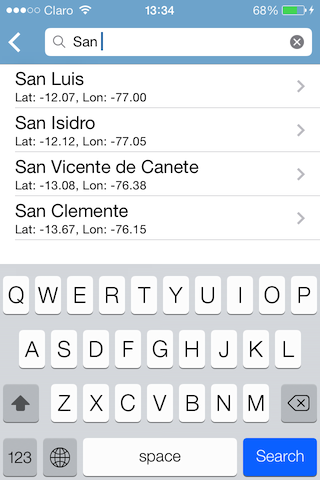 Claro 13:34 68%
San
San Luis
Lat: -12.07, Lon: -77.00
San Isidro
Lat: -12.12, Lon: -77.05
San Vicente de Canete
Lat: -13.08, Lon: -76.38
San Clemente
Lat: -13.67, Lon: -76.15
Q W E R T Y U I O P
A S D F G H J K L
Z X C V B N M
123 space Search